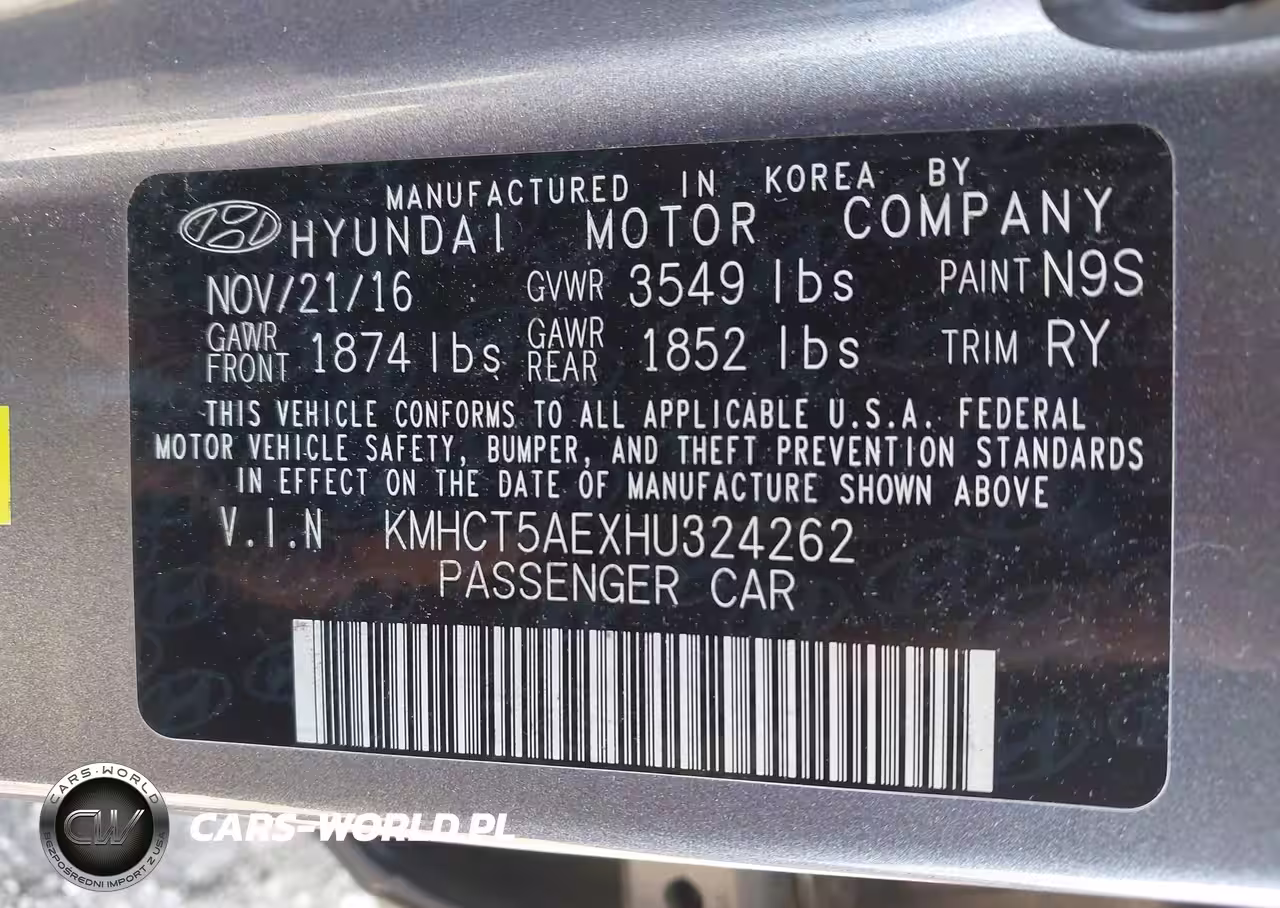 MANUFACTURED IN KOREA BY
HYUNDAI MOTOR COMPANY
NOV/21/16 GVWR 3549 lbs PAINT N9S
GAWR FRONT 1874 lbs GAWR REAR 1852 lbs TRIM RY
THIS VEHICLE CONFORMS TO ALL APPLICABLE U.S.A. FEDERAL
MOTOR VEHICLE SAFETY, BUMPER, AND THEFT PREVENTION STANDARDS
IN EFFECT ON THE DATE OF MANUFACTURE SHOWN ABOVE
V.I.N KMHCT5AEXHU324262
PASSENGER CAR
CARS-WORLD
CW
BEZPOŚREDNI IMPORT Z USA
CARS-WORLD.PL